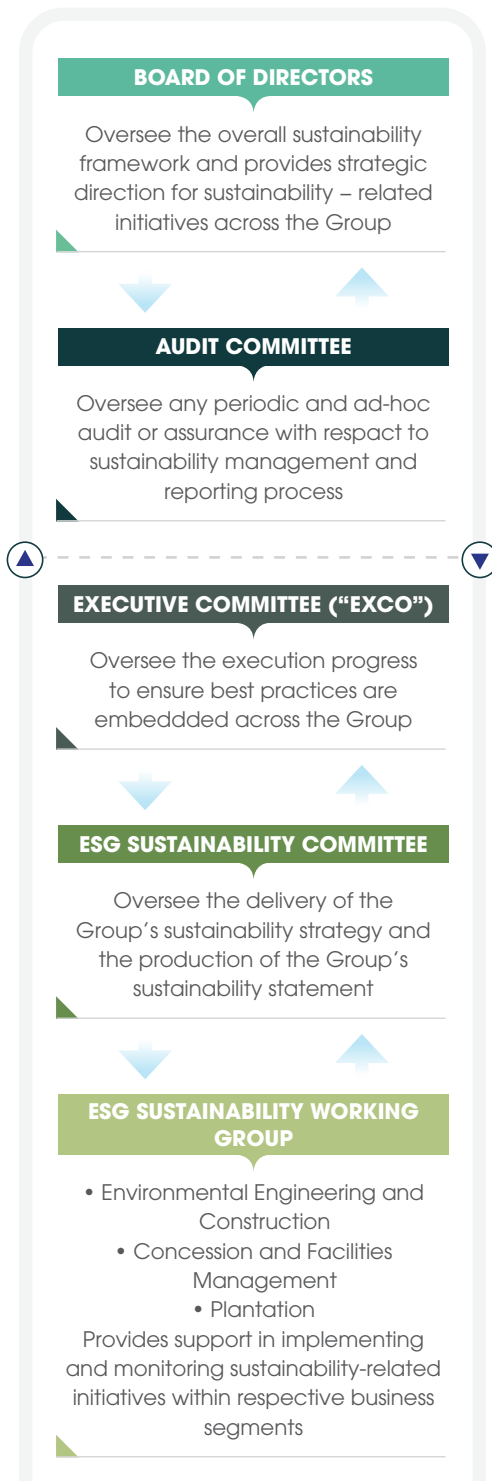 BOARD OF DIRECTORS
Oversee the overall sustainability
framework and provides strategic
direction for sustainability – related
initiatives across the Group
AUDIT COMMITTEE
Oversee any periodic and ad-hoc
audit or assurance with respact to
sustainability management and
reporting process
EXECUTIVE COMMITTEE (“EXCO”)
Oversee the execution progress
to ensure best practices are
embeddded across the Group
ESG SUSTAINABILITY COMMITTEE
Oversee the delivery of the
Group’s sustainability strategy and
the production of the Group’s
sustainability statement
ESG SUSTAINABILITY WORKING
GROUP
• Environmental Engineering and
Construction
• Concession and Facilities
Management
• Plantation
Provides support in implementing
and monitoring sustainability-related
initiatives within respective business
segments